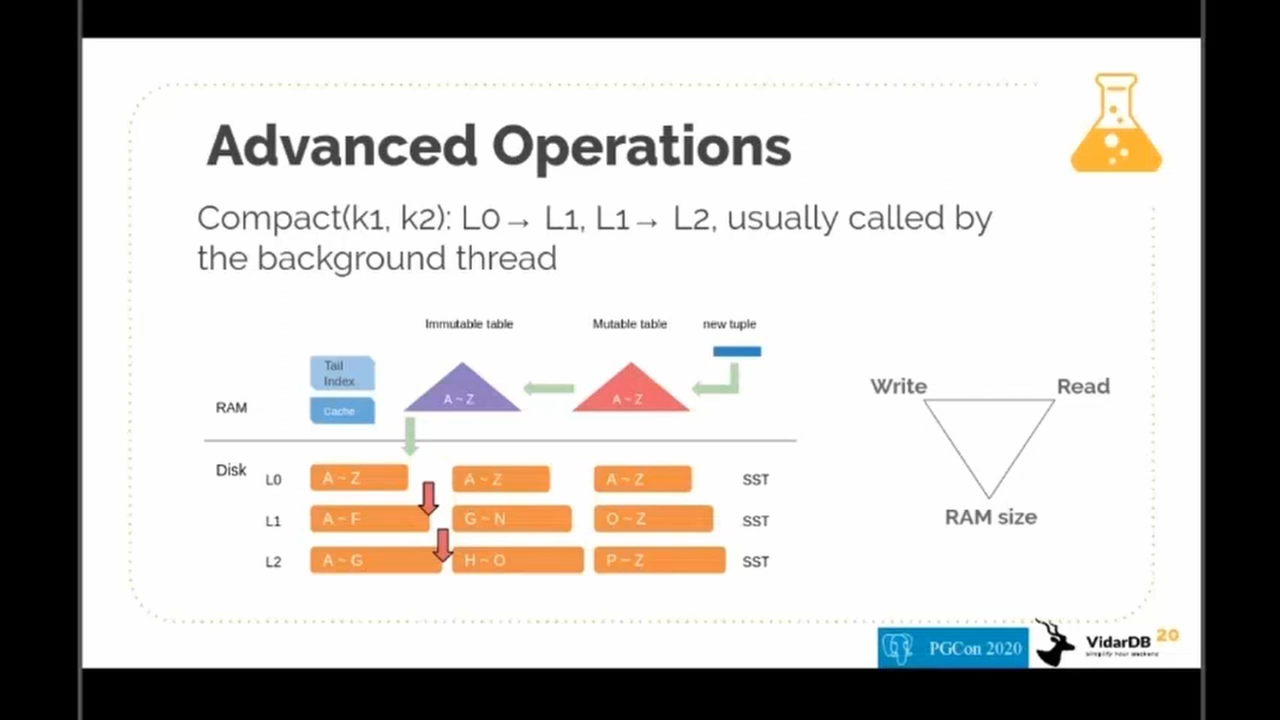 Advanced Operations
Compact(k1, k2): L0→ L1, L1→ L2, usually called by
the background thread
Immutable table
Mutable table
new tuple
Tail
Index
Cache
RAM
A ~ Z
A ~ Z
Disk
L0
A ~ Z
A ~ Z
A ~ Z
SST
L1
A ~ F
G ~ N
O ~ Z
SST
L2
A ~ G
H ~ O
P ~ Z
SST
Write
Read
RAM size
PGCon 2020
VidarDB
simplify your backend
20